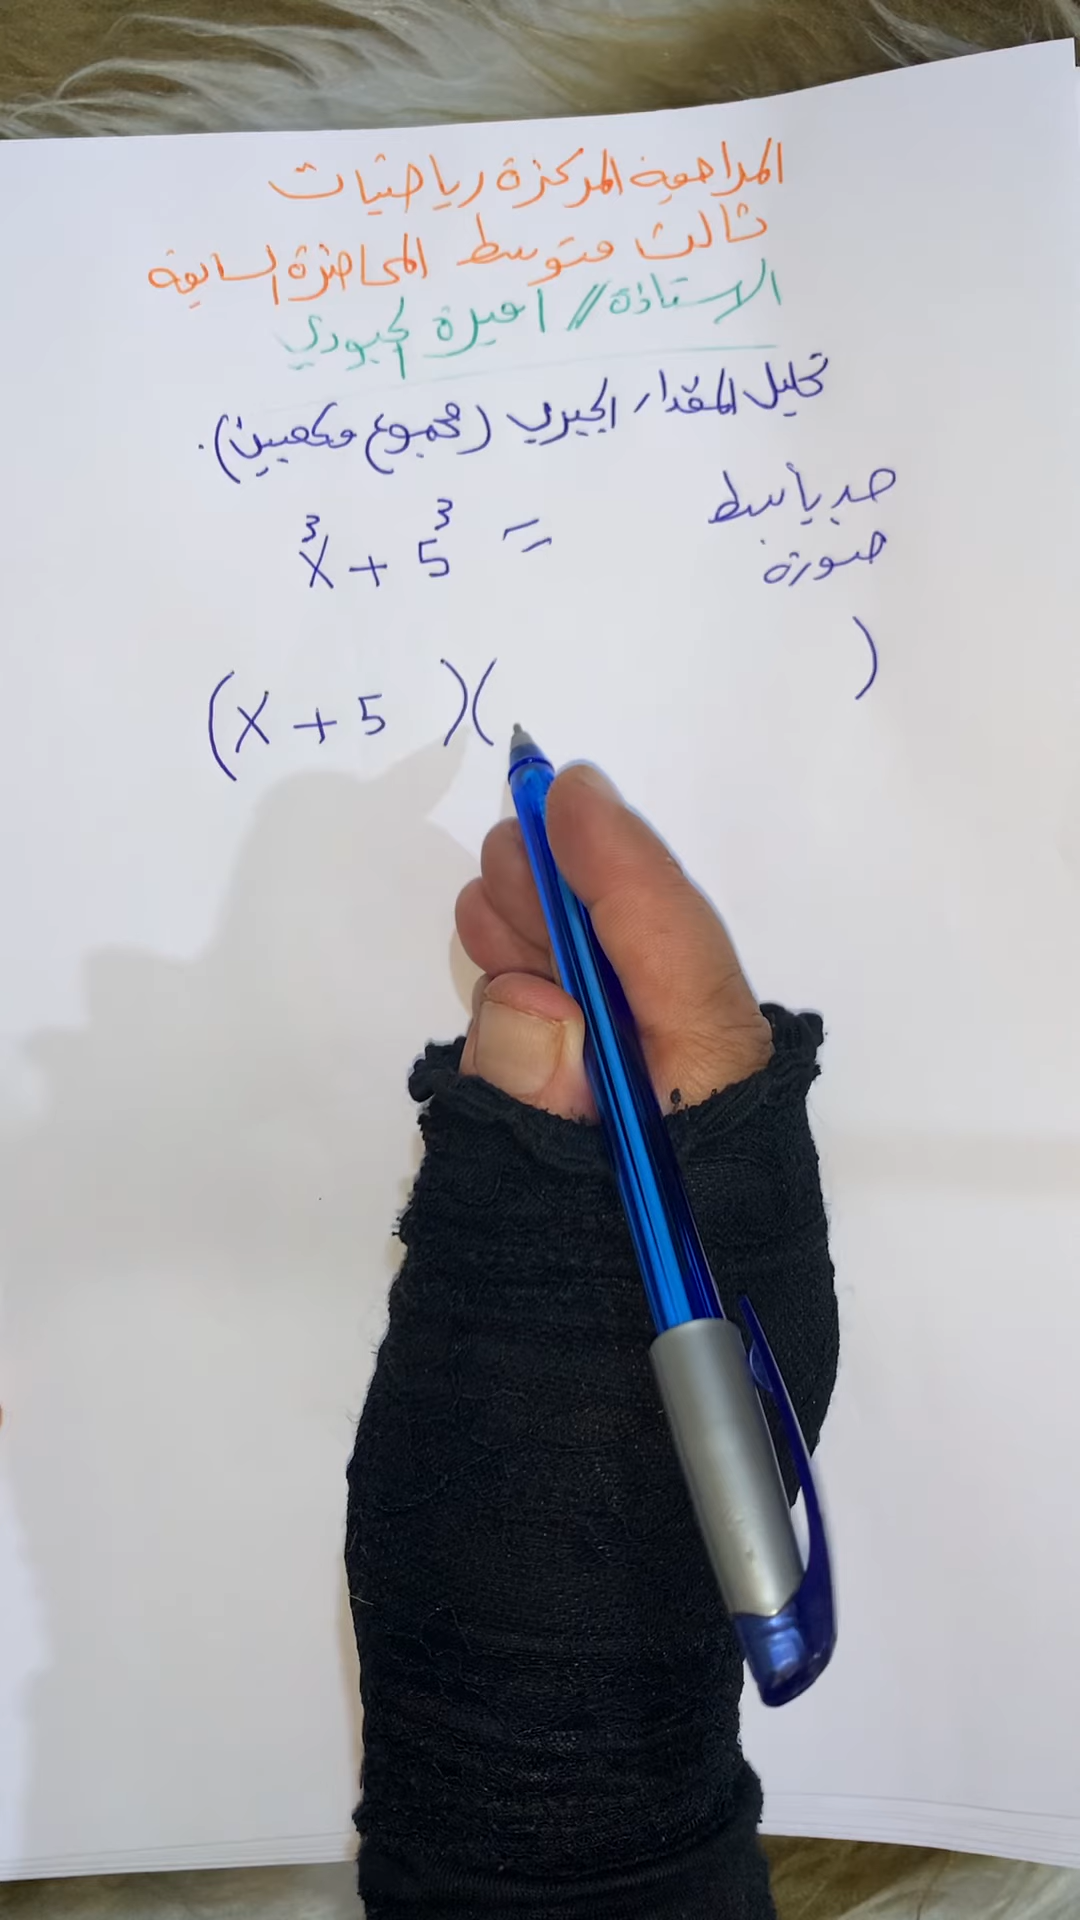 المراجعة المركزة رياضيات
ثالث متوسط المحاضرة السابعة
الاستاذة // اميرة الجبوري
تحليل المقدار الجبري (مجموع مكعبين).
حد بأبسط
صورة
x³ + 5³ =
(x + 5 )( )